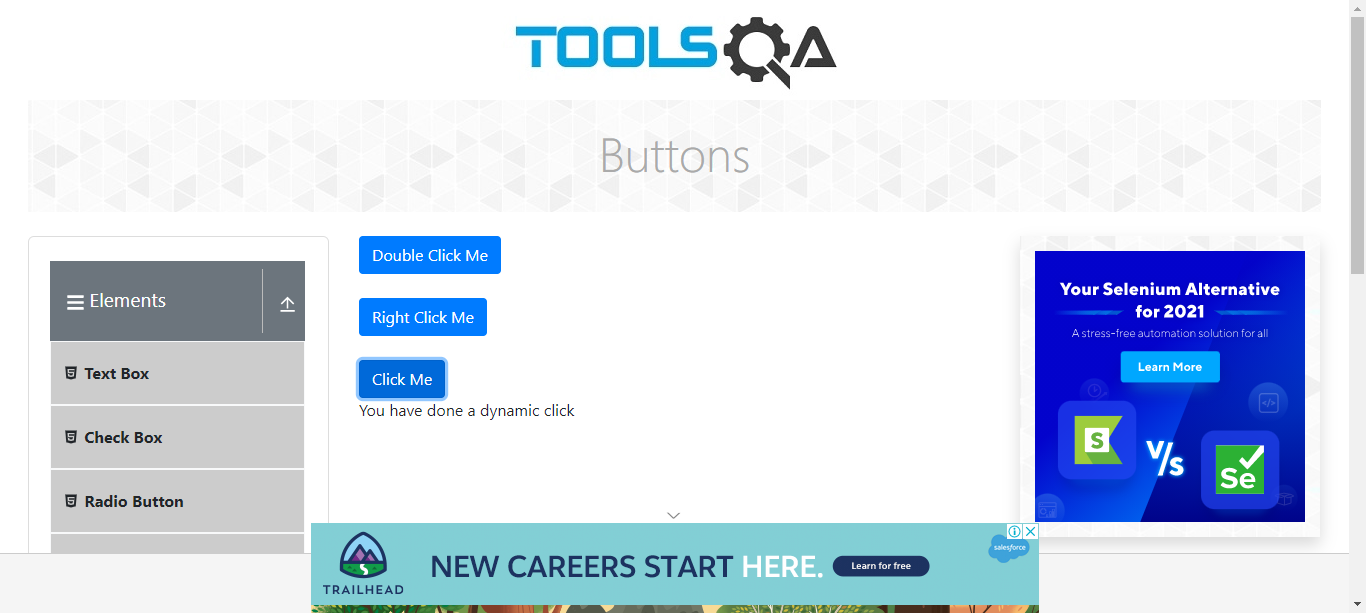 TOOLSQA
Buttons
Elements
Text Box
Check Box
Radio Button
Double Click Me
Right Click Me
Click Me
You have done a dynamic click
Your Selenium Alternative
for 2021
A stress-free automation solution for all
Learn More
S
V/s
Se
TRAILHEAD
NEW CAREERS START HERE.
Learn for free
salesforce